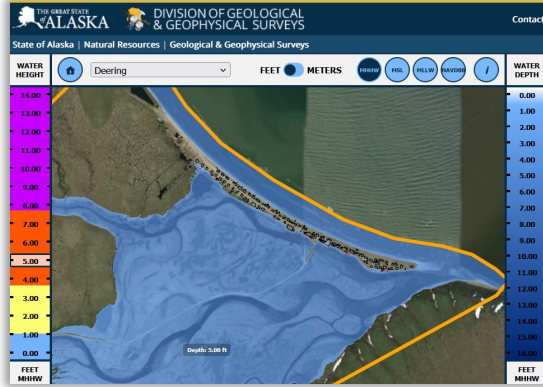 THE GREAT STATE
of ALASKA
DIVISION OF GEOLOGICAL
& GEOPHYSICAL SURVEYS
Contact
State of Alaska | Natural Resources | Geological & Geophysical Surveys
WATER
HEIGHT
Deering
FEET METERS
MHHW
MSL
MLLW
NAVD88
i
WATER
DEPTH
14.00
12.00
11.00
10.00
9.00
8.00
7.00
6.00
5.00
4.00
3.00
2.00
1.00
0.00
FEET
MHHW
Depth: 5.00 ft
0.00
1.00
2.00
3.00
4.00
5.00
6.00
7.00
8.00
9.00
10.00
11.00
12.00
13.00
14.00
15.00
16.00
FEET
MHHW